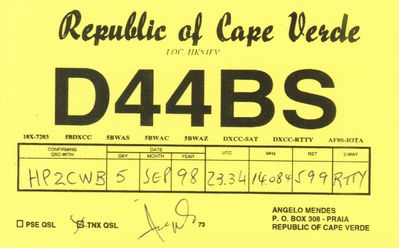 Republic of Cape Verde
LOC. HK84FV
D44BS
10X-7203 5BDXCC 5BWAS 5BWAC 5BWAZ DXCC-SAT DXCC-RTTY AF05-IOTA
CONFIRMING QSO WITH DATE DAY MONTH YEAR UTC MHz RST 2-WAY
HP2CWB 5 SEP 98 23.34 14.084 599 RTTY
PSE QSL TNX QSL 73
ANGELO MENDES
P. O. BOX 308 - PRAIA
REPUBLIC OF CAPE VERDE